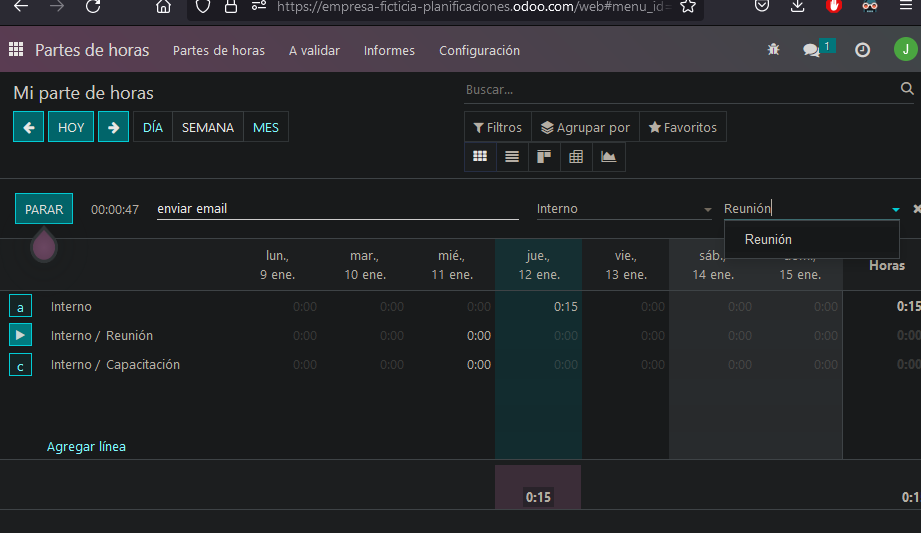 https://empresa-ficticia-planificaciones.odoo.com/web#menu_id=
Partes de horas Partes de horas A validar Informes Configuración 1 J
Mi parte de horas Buscar...
HOY DÍA SEMANA MES Filtros Agrupar por Favoritos
PARAR 00:00:47 enviar email Interno Reunión
Reunión
lun., mar., mié., jue., vie., sáb., Horas
9 ene. 10 ene. 11 ene. 12 ene. 13 ene. 14 ene. 15 ene.
a Interno 0:00 0:00 0:00 0:15 0:00 0:00 0:00 0:15
Interno / Reunión 0:00 0:00 0:00 0:00 0:00 0:00 0:00 0:00
c Interno / Capacitación 0:00 0:00 0:00 0:00 0:00 0:00 0:00 0:00
Agregar línea
0:15 0:1